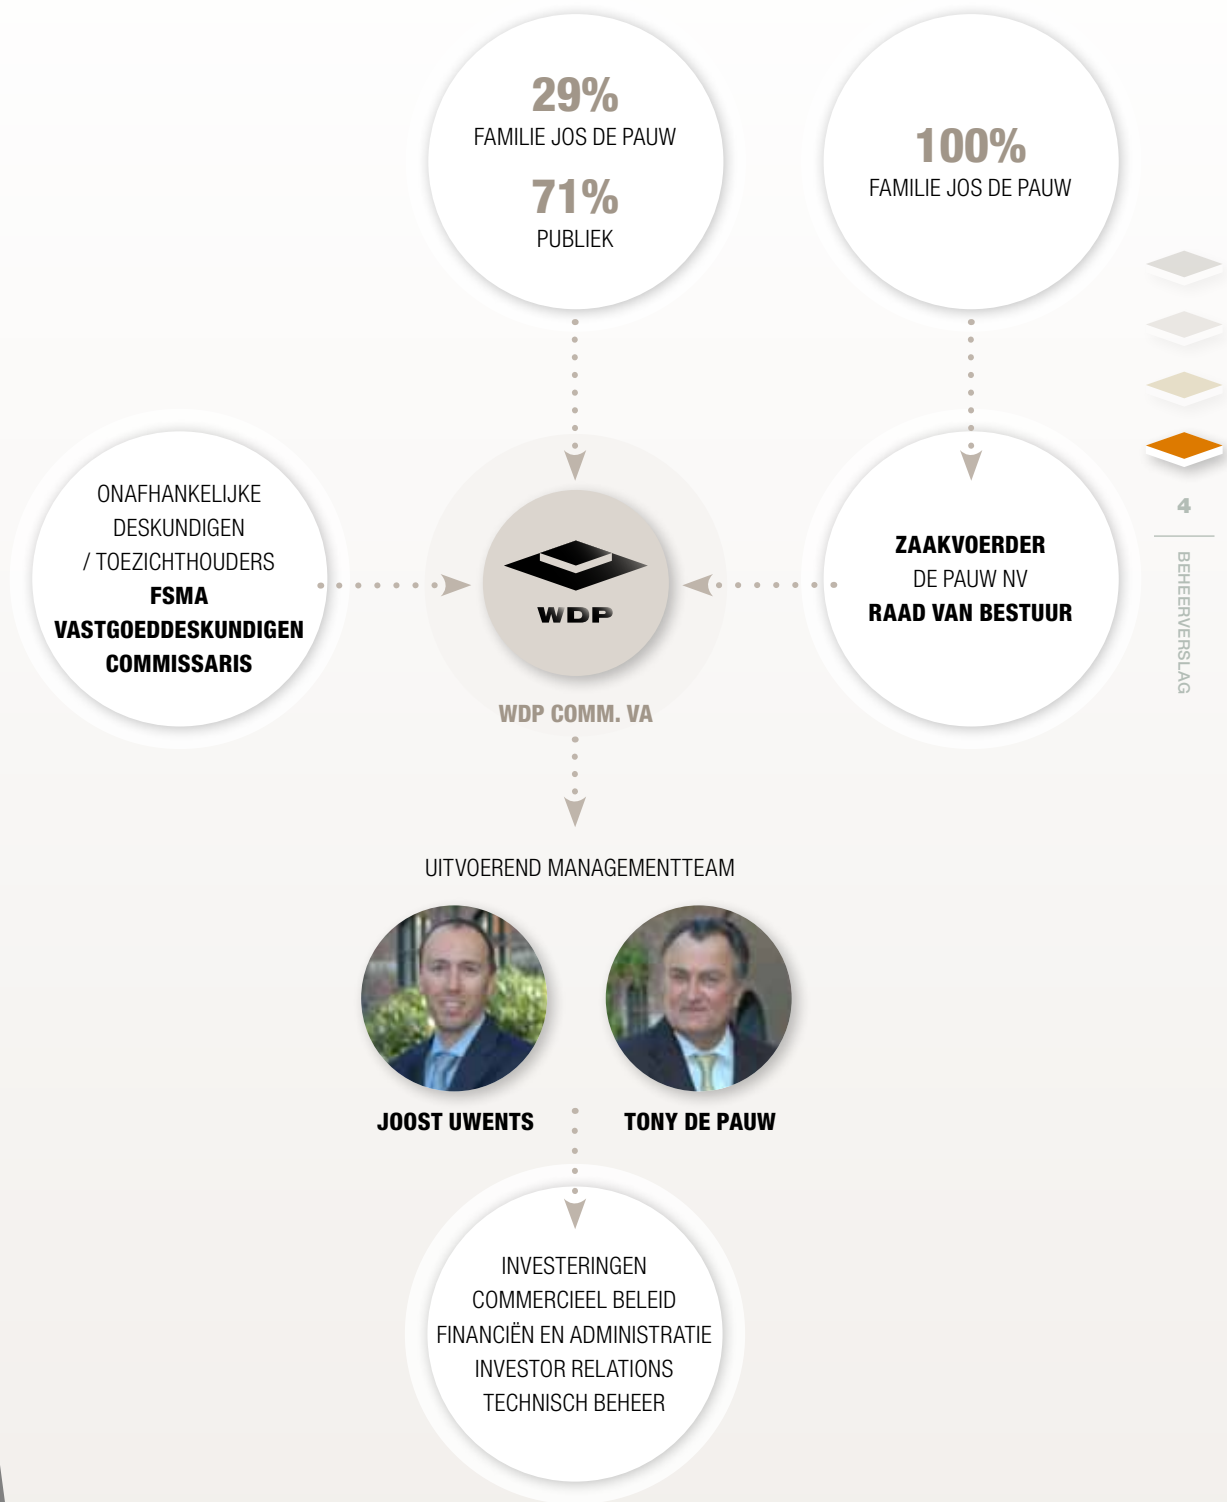 29%
FAMILIE JOS DE PAUW
71%
PUBLIEK
100%
FAMILIE JOS DE PAUW
ONAFHANKELIJKE
DESKUNDIGEN
/ TOEZICHTHOUDERS
FSMA
VASTGOEDDESKUNDIGEN
COMMISSARIS
WDP
WDP COMM. VA
ZAAKVOERDER
DE PAUW NV
RAAD VAN BESTUUR
4
BEHEERVERSLAG
UITVOEREND MANAGEMENTTEAM
JOOST UWENTS
TONY DE PAUW
INVESTERINGEN
COMMERCIEEL BELEID
FINANCIËN EN ADMINISTRATIE
INVESTOR RELATIONS
TECHNISCH BEHEER